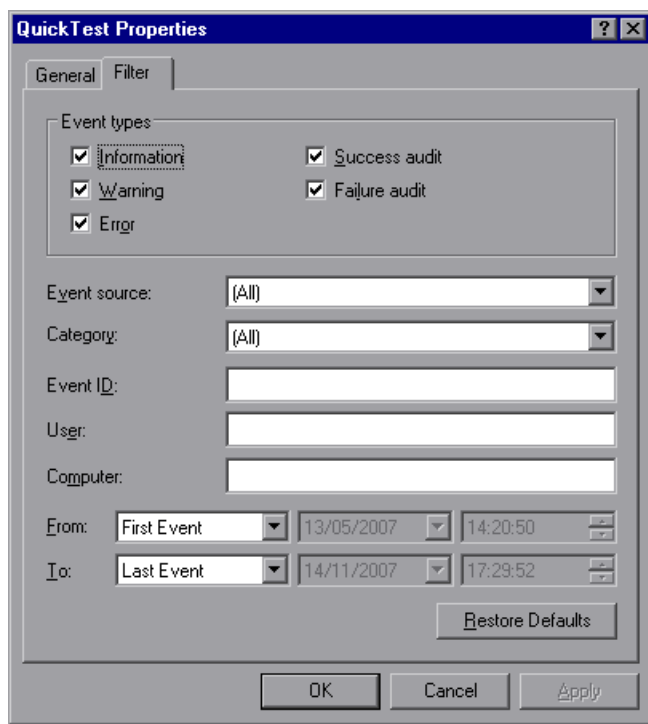 QuickTest Properties
General Filter
Event types
Information Success audit
Warning Failure audit
Error
Event source: (All)
Category: (All)
Event ID:
User:
Computer:
From: First Event 13/05/2007 14:20:50
To: Last Event 14/11/2007 17:29:52
Restore Defaults
OK Cancel Apply